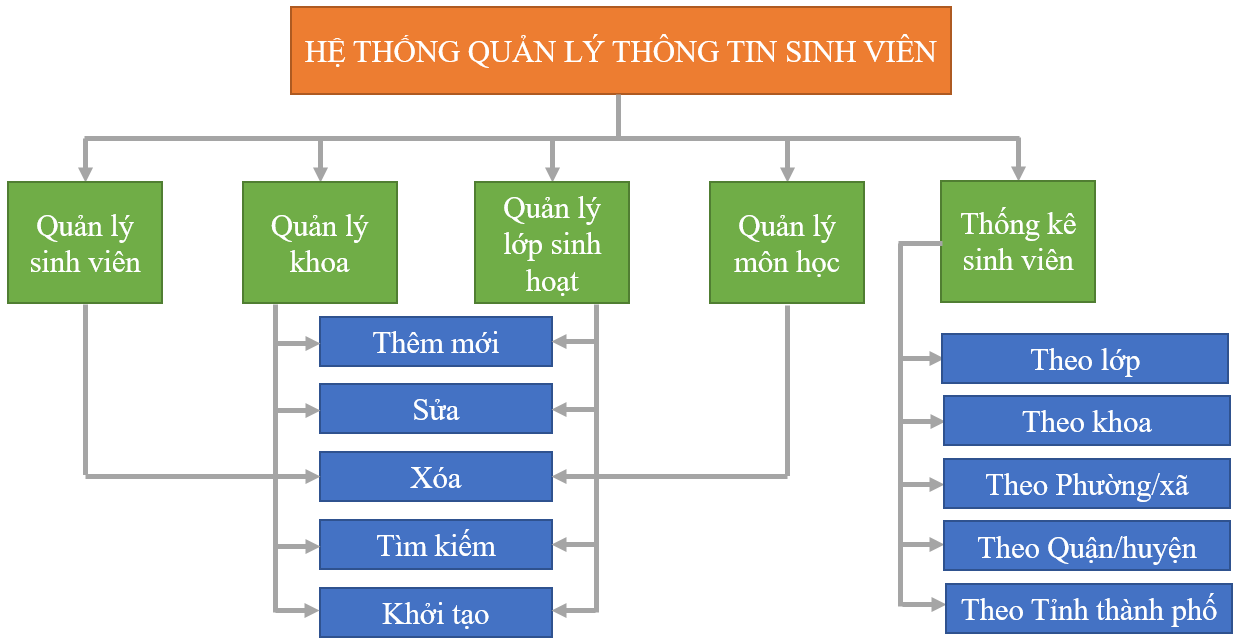 HỆ THỐNG QUẢN LÝ THÔNG TIN SINH VIÊN
Quản lý
sinh viên
Quản lý
khoa
Quản lý
lớp sinh
hoạt
Quản lý
môn học
Thống kê
sinh viên
Thêm mới
Sửa
Xóa
Tìm kiếm
Khởi tạo
Theo lớp
Theo khoa
Theo Phường/xã
Theo Quận/huyện
Theo Tỉnh thành phố